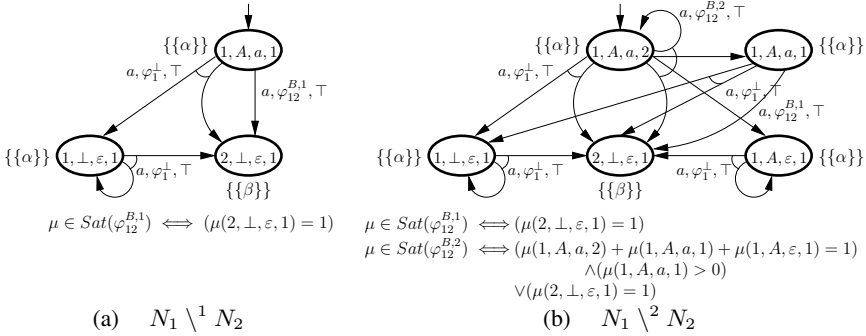 {{α}} 1, A, a, 1
a, φ₁^⊥, ⊤
a, φ₁₂^{B,1}, ⊤
{{α}} 1, ⊥, ε, 1
a, φ₁^⊥, ⊤
2, ⊥, ε, 1
{{β}}
μ ∈ Sat(φ₁₂^{B,1}) ⟺ (μ(2, ⊥, ε, 1) = 1)
(a) N₁ \¹ N₂
a, φ₁₂^{B,2}, ⊤
{{α}} 1, A, a, 2
1, A, a, 1 {{α}}
a, φ₁^⊥, ⊤
a, φ₁^⊥, ⊤
a, φ₁₂^{B,1}, ⊤
{{α}} 1, ⊥, ε, 1
a, φ₁^⊥, ⊤
2, ⊥, ε, 1
a, φ₁^⊥, ⊤
1, A, ε, 1 {{α}}
{{β}}
μ ∈ Sat(φ₁₂^{B,1}) ⟺ (μ(2, ⊥, ε, 1) = 1)
μ ∈ Sat(φ₁₂^{B,2}) ⟺ (μ(1, A, a, 2) + μ(1, A, a, 1) + μ(1, A, ε, 1) = 1)
∧(μ(1, A, a, 1) > 0)
∨(μ(2, ⊥, ε, 1) = 1)
(b) N₁ \² N₂